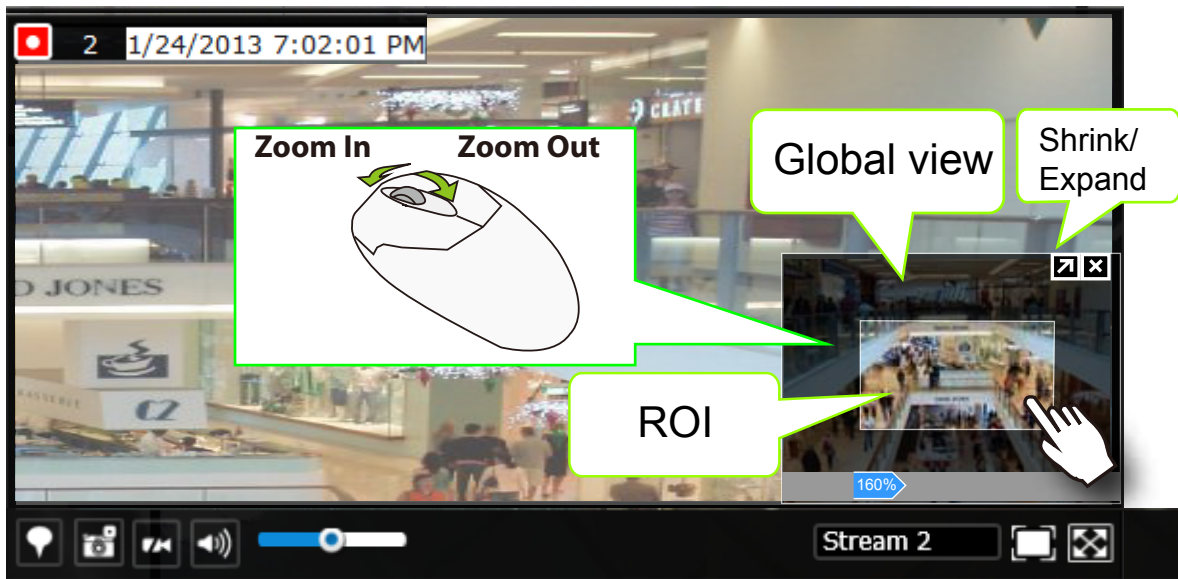 2 1/24/2013 7:02:01 PM
Zoom In Zoom Out
Global view
Shrink/
Expand
JONES
ROI
160%
Stream 2